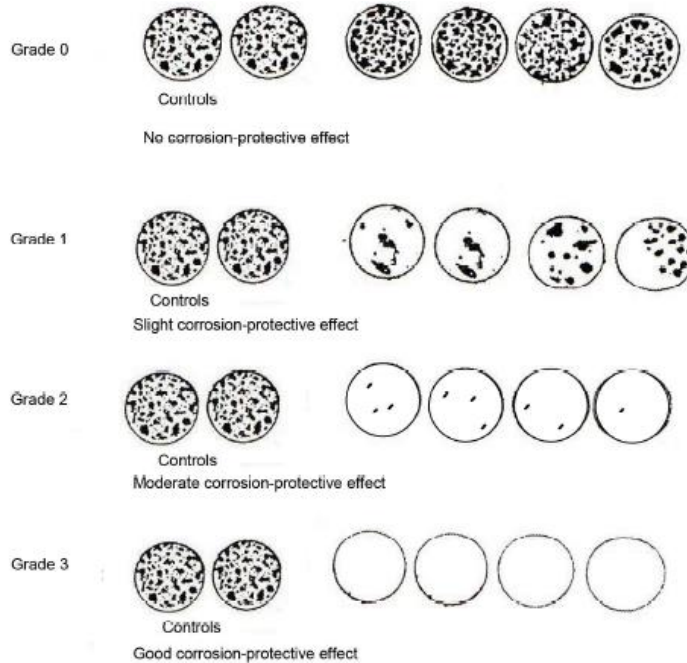 Grade 0
Controls
No corrosion-protective effect
Grade 1
Controls
Slight corrosion-protective effect
Grade 2
Controls
Moderate corrosion-protective effect
Grade 3
Controls
Good corrosion-protective effect